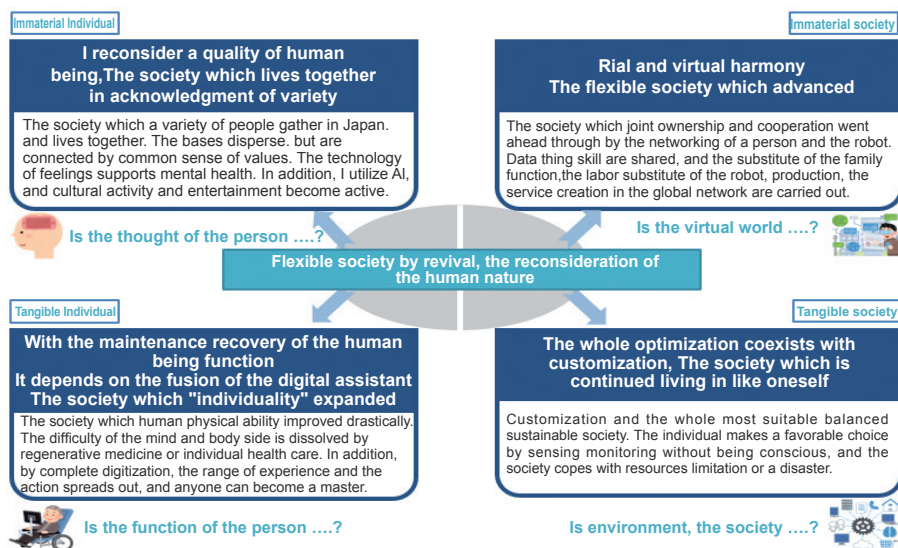 Immaterial Individual
I reconsider a quality of human
being,The society which lives together
in acknowledgment of variety
The society which a variety of people gather in Japan.
and lives together. The bases disperse. but are
connected by common sense of values. The technology
of feelings supports mental health. In addition, I utilize AI,
and cultural activity and entertainment become active.
Is the thought of the person ....?
Immaterial society
Rial and virtual harmony
The flexible society which advanced
The society which joint ownership and cooperation went
ahead through by the networking of a person and the robot.
Data thing skill are shared, and the substitute of the family
function,the labor substitute of the robot, production, the
service creation in the global network are carried out.
Is the virtual world ....?
Flexible society by revival, the reconsideration of
the human nature
Tangible Individual
With the maintenance recovery of the human
being function
It depends on the fusion of the digital assistant
The society which "individuality" expanded
The society which human physical ability improved drastically.
The difficulty of the mind and body side is dissolved by
regenerative medicine or individual health care. In addition,
by complete digitization, the range of experience and the
action spreads out, and anyone can become a master.
Is the function of the person ....?
Tangible society
The whole optimization coexists with
customization, The society which is
continued living in like oneself
Customization and the whole most suitable balanced
sustainable society. The individual makes a favorable choice
by sensing monitoring without being conscious, and the
society copes with resources limitation or a disaster.
Is environment, the society ....?